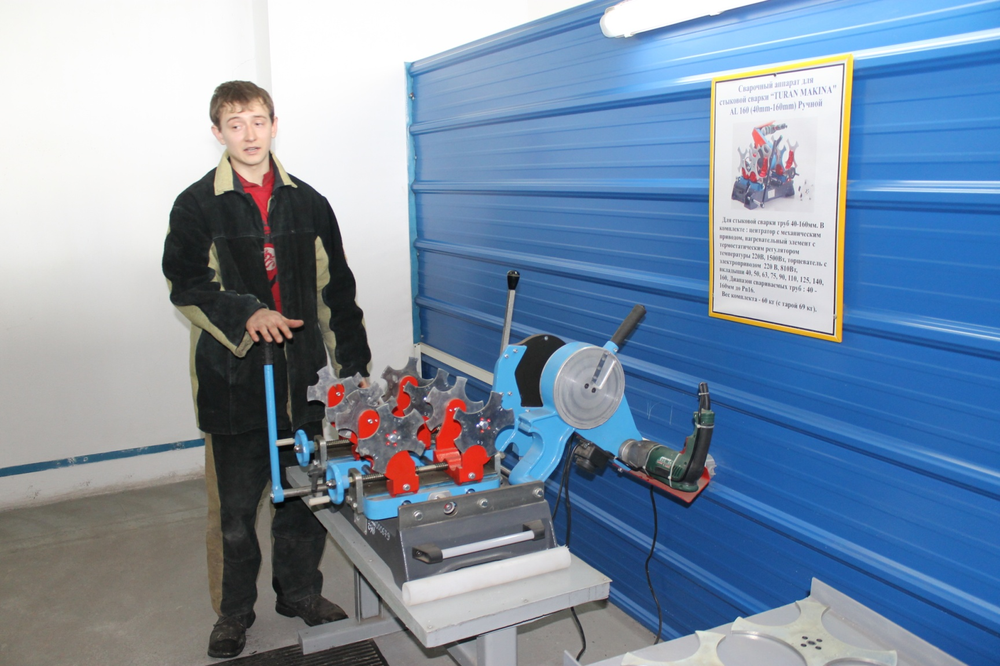 Сварочный аппарат для
стыковой сварки “TURAN MAKINA”
AL 160 (40mm-160mm) Ручной
Для стыковой сварки труб 40-160мм. В
комплекте : центратор с механическим
приводом, нагревательный элемент с
термостатическим регулятором
температуры 220В, 1500Вт, торцеватель с
электроприводом 220 В, 810Вт,
вкладыши 40, 50, 63, 75, 90, 110, 125, 140,
160, Диапазон свариваемых труб : 40 -
160мм до Pn16.
Вес комплекта - 60 кг (с тарой 69 кг).